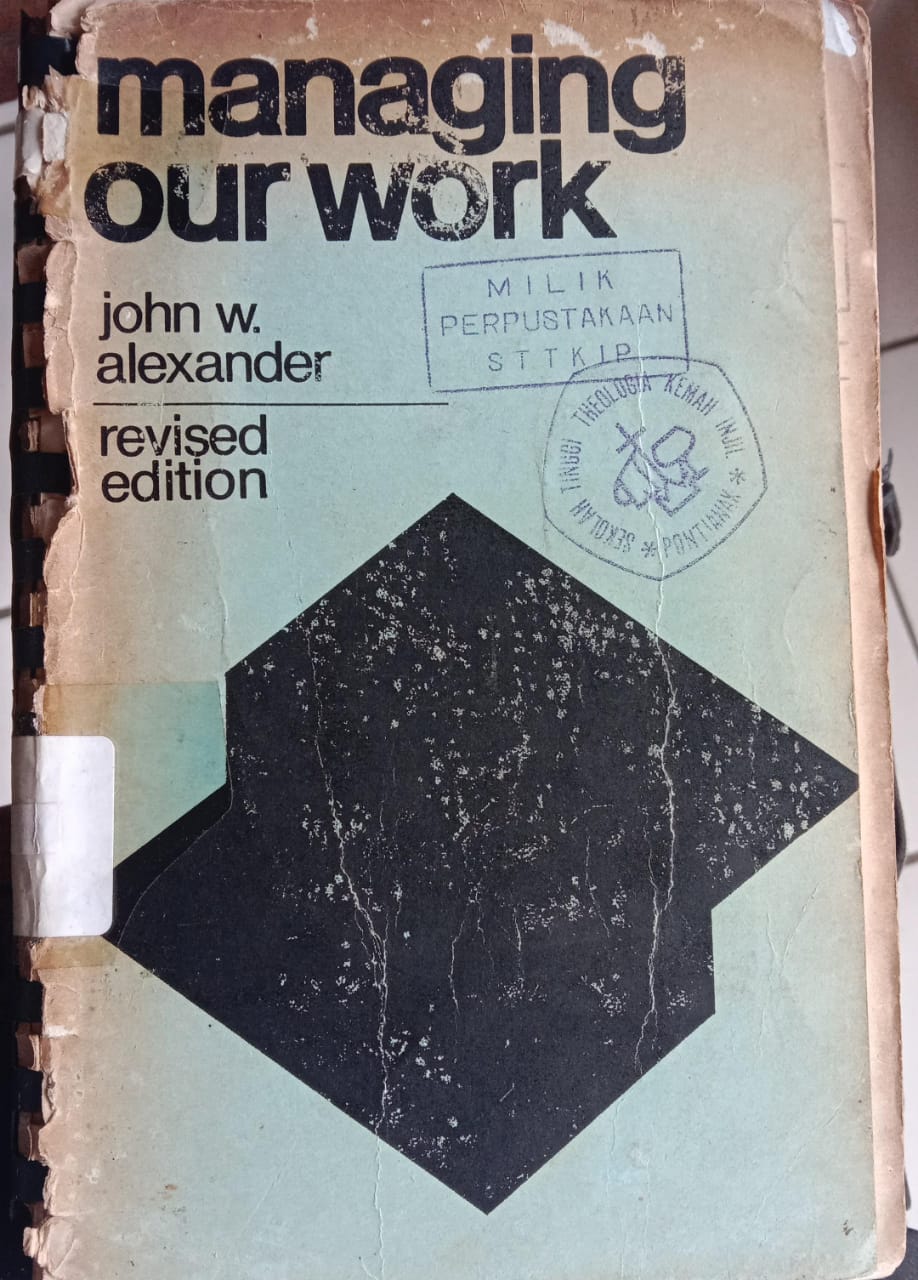 managing
our work
john w.
alexander
revised
edition
MILIK
PERPUSTAKAAN
STTKIP
SEKOLAH TINGGI THEOLOGIA KEMAH INJIL * PONTIANAK *